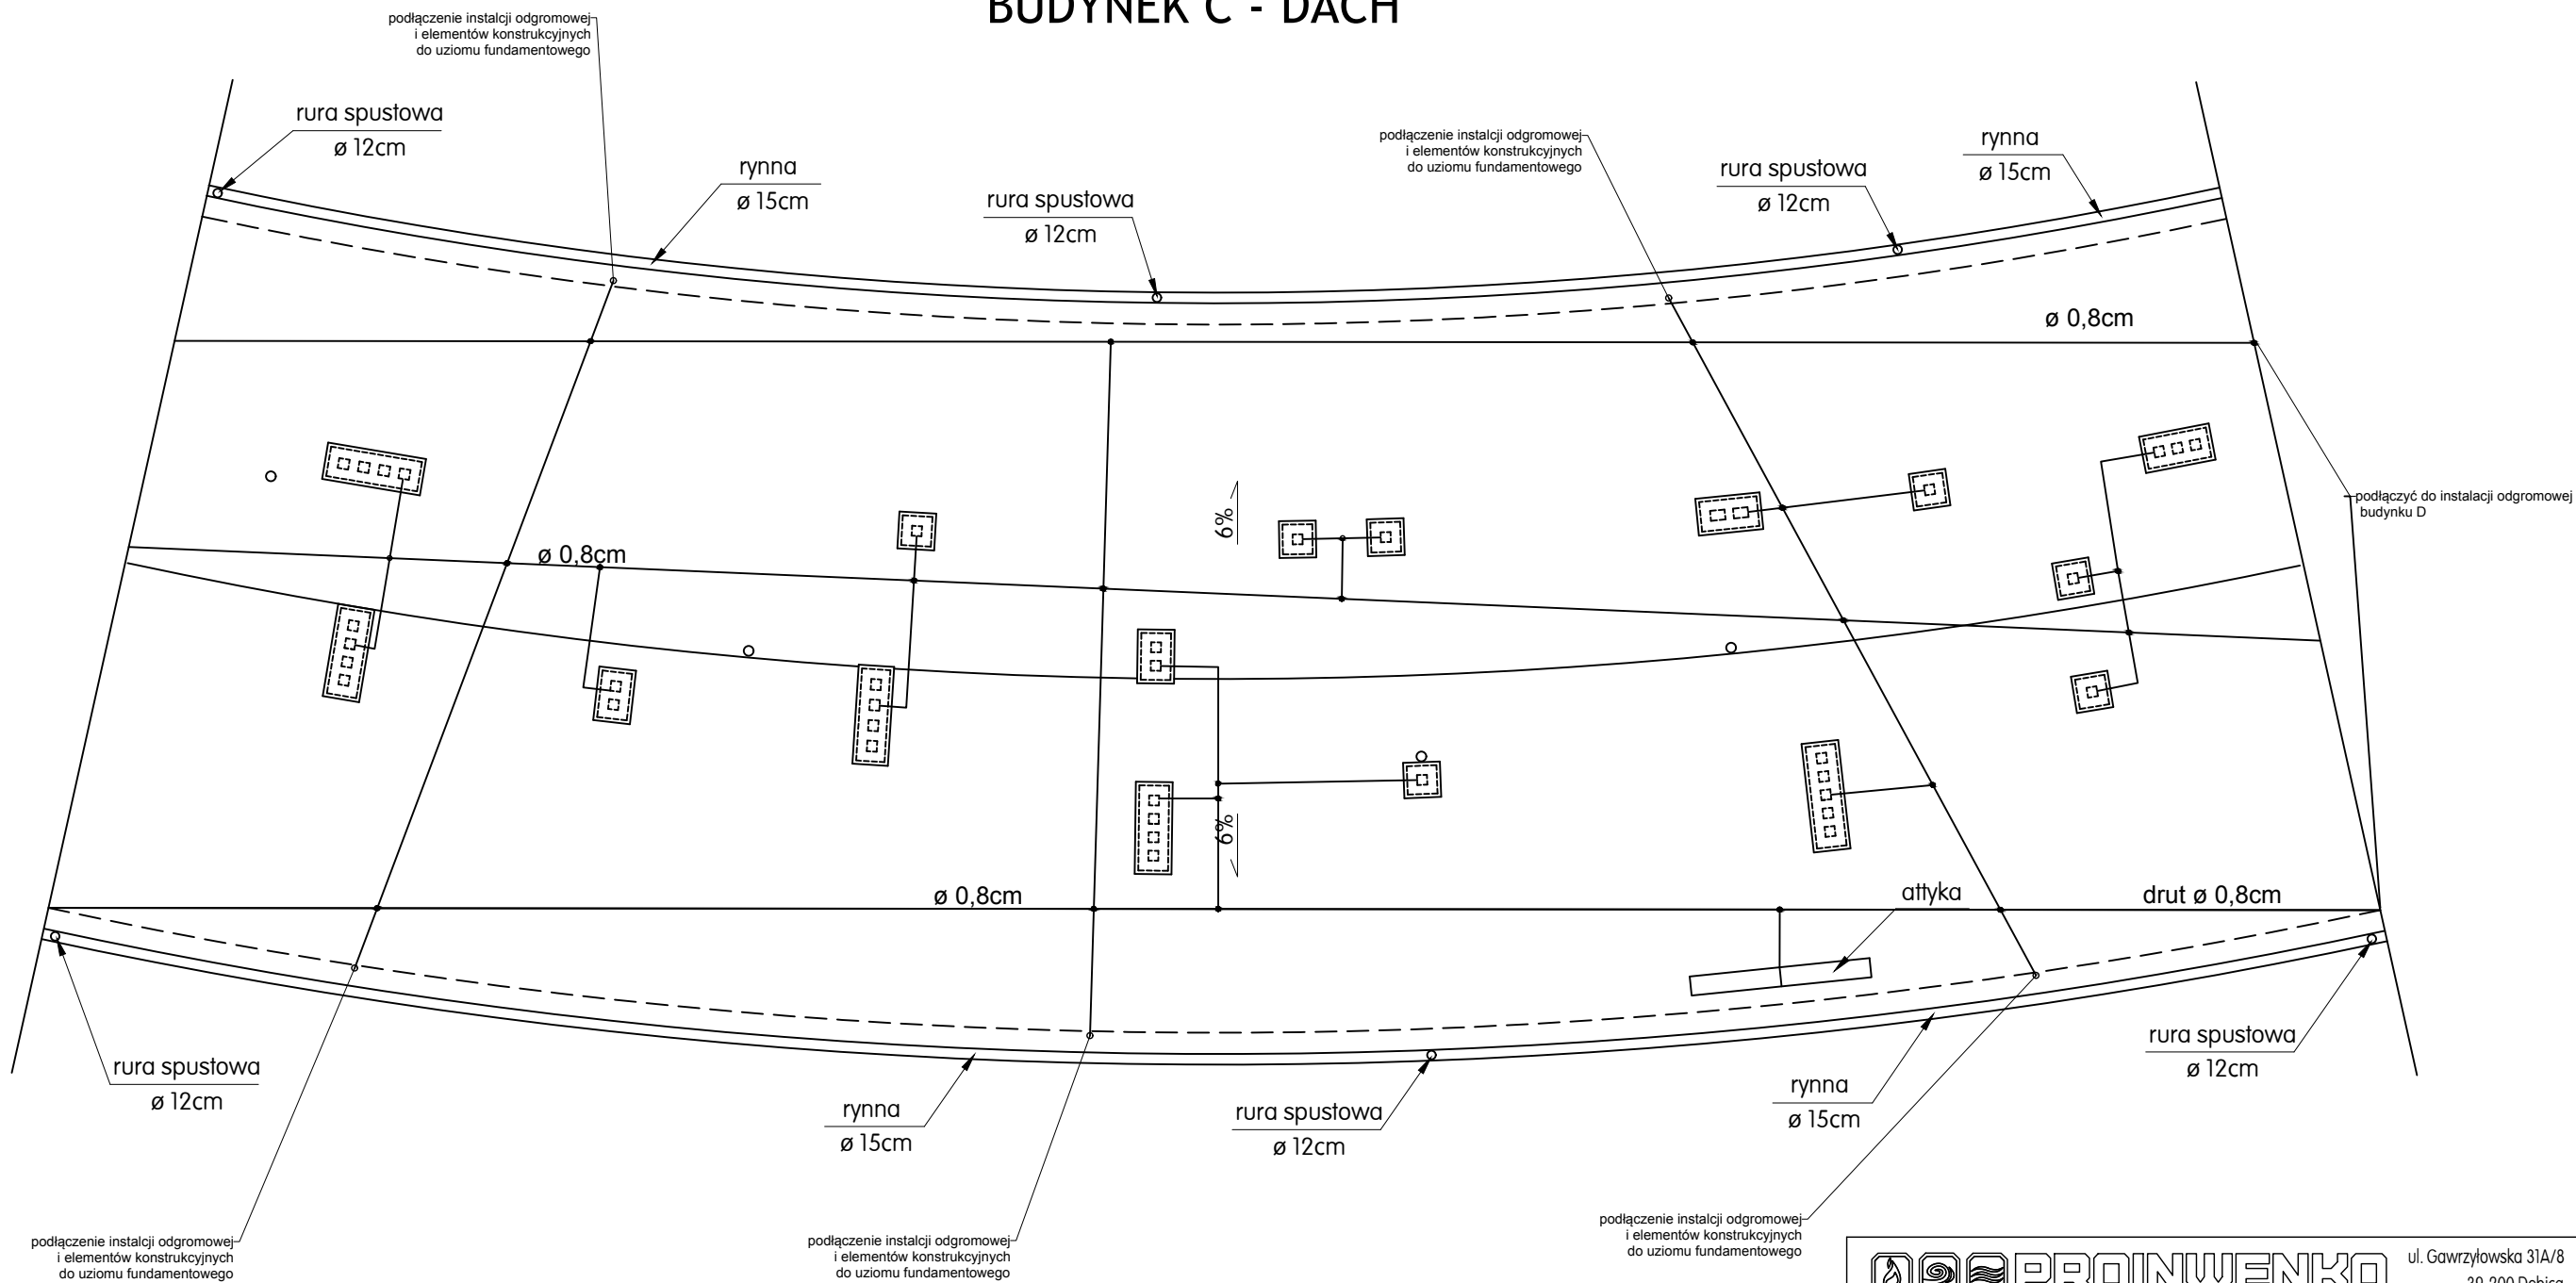 BUDYNEK C - DACH
podłączenie instalcji odgromowej
i elementów konstrukcyjnych
do uziomu fundamentowego
rura spustowa
ø 12cm
rynna
ø 15cm
rura spustowa
ø 12cm
podłączenie instalcji odgromowej
i elementów konstrukcyjnych
do uziomu fundamentowego
rura spustowa
ø 12cm
rynna
ø 15cm
ø 0,8cm
podłączyć do instalacji odgromowej
budynku D
6%
ø 0,8cm
6%
ø 0,8cm
attyka
drut ø 0,8cm
rura spustowa
ø 12cm
rynna
ø 15cm
rura spustowa
ø 12cm
rynna
ø 15cm
rura spustowa
ø 12cm
podłączenie instalcji odgromowej
i elementów konstrukcyjnych
do uziomu fundamentowego
podłączenie instalcji odgromowej
i elementów konstrukcyjnych
do uziomu fundamentowego
podłączenie instalcji odgromowej
i elementów konstrukcyjnych
do uziomu fundamentowego
PROINWENKO
ul. Gawrzyłowska 31A/8
39-200 Dębica